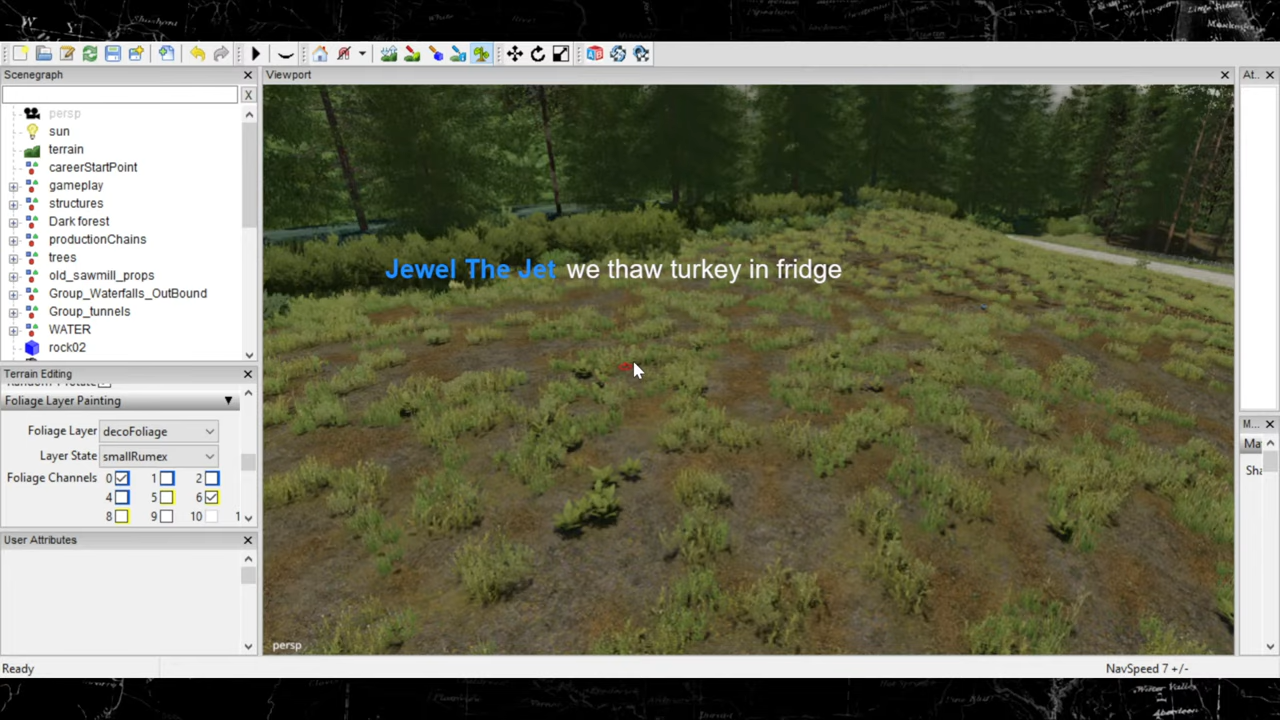 Scenegraph
Viewport
At...
X
persp
sun
terrain
careerStartPoint
gameplay
structures
Dark forest
productionChains
trees
old_sawmill_props
Group_Waterfalls_OutBound
Group_tunnels
WATER
rock02
Jewel The Jet we thaw turkey in fridge
Terrain Editing
Foliage Layer Painting
Foliage Layer decoFoliage
Layer State smallRumex
Foliage Channels 0 1 2
4 5 6
8 9 10 1
M...
Ma
Sha
User Attributes
persp
Ready
NavSpeed 7 +/-